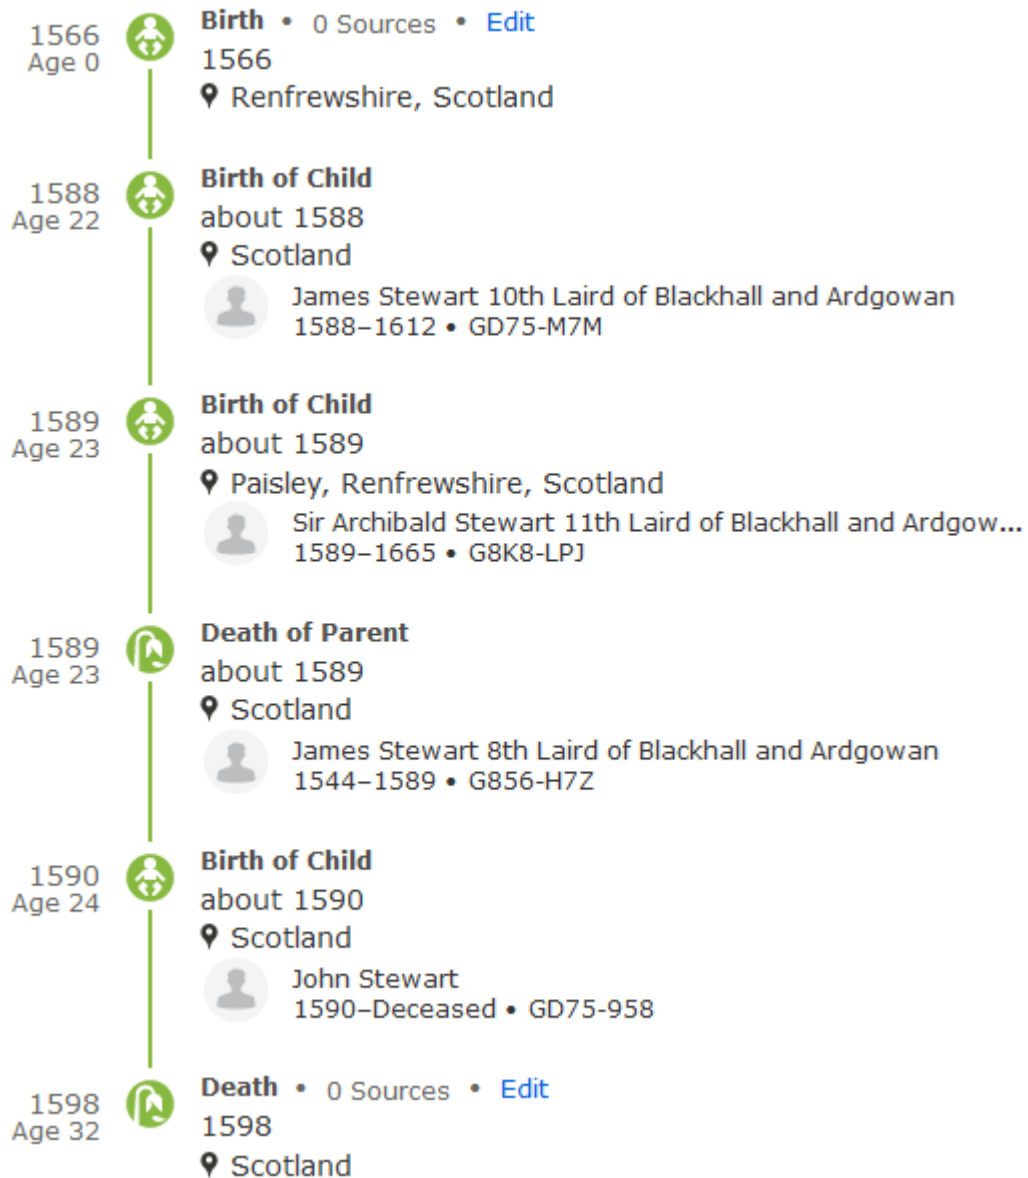 1566
Age 0
Birth • 0 Sources • Edit
1566
Renfrewshire, Scotland
1588
Age 22
Birth of Child
about 1588
Scotland
James Stewart 10th Laird of Blackhall and Ardgowan
1588–1612 • GD75-M7M
1589
Age 23
Birth of Child
about 1589
Paisley, Renfrewshire, Scotland
Sir Archibald Stewart 11th Laird of Blackhall and Ardgow...
1589–1665 • G8K8-LPJ
1589
Age 23
Death of Parent
about 1589
Scotland
James Stewart 8th Laird of Blackhall and Ardgowan
1544–1589 • G856-H7Z
1590
Age 24
Birth of Child
about 1590
Scotland
John Stewart
1590–Deceased • GD75-958
1598
Age 32
Death • 0 Sources • Edit
1598
Scotland